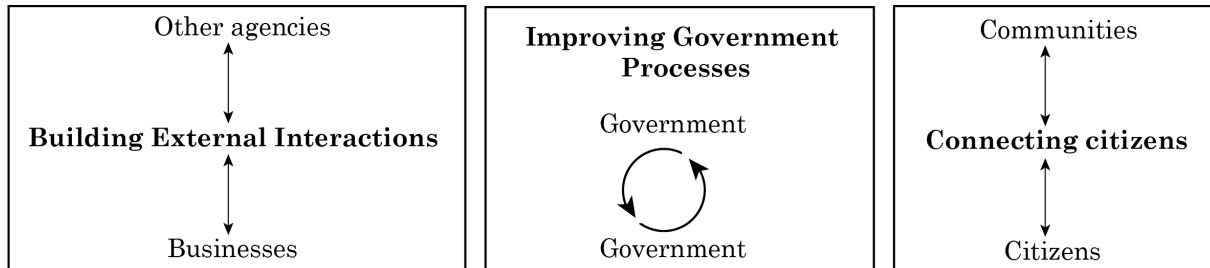 Other agencies
Building External Interactions
Businesses
Improving Government
Processes
Government
Government
Communities
Connecting citizens
Citizens